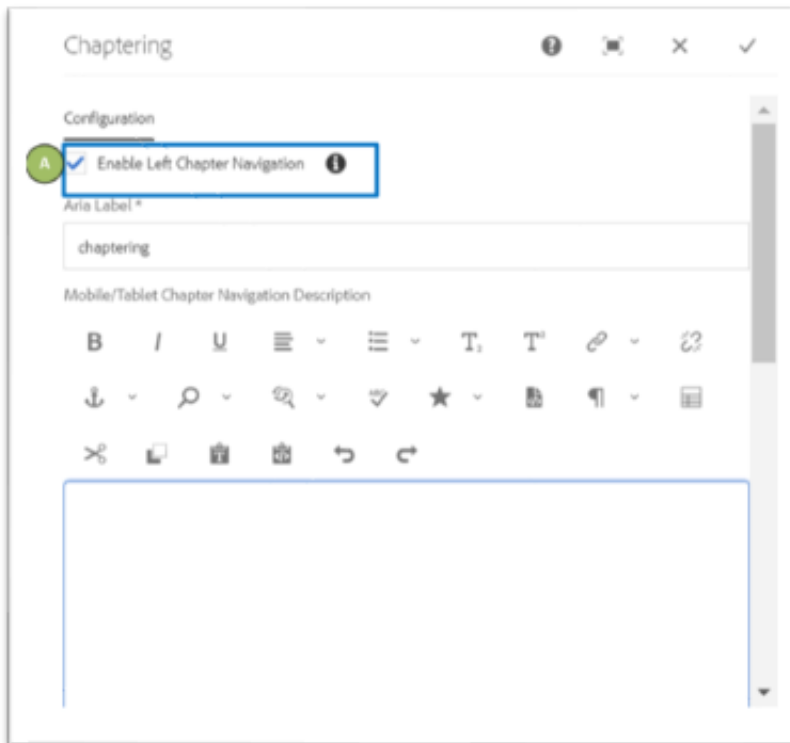 Chaptering
Configuration
A
Enable Left Chapter Navigation
Aria Label *
chaptering
Mobile/Tablet Chapter Navigation Description